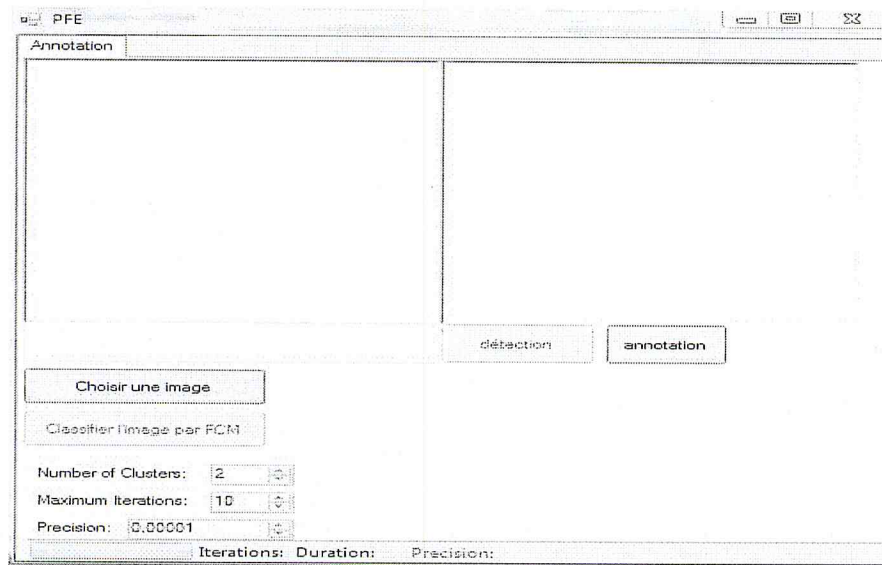 PFE
Annotation
détection annotation
Choisir une image
Classifier l'image par FCM
Number of Clusters: 2
Maximum Iterations: 10
Precision: 0.00001
Iterations: Duration: Precision: